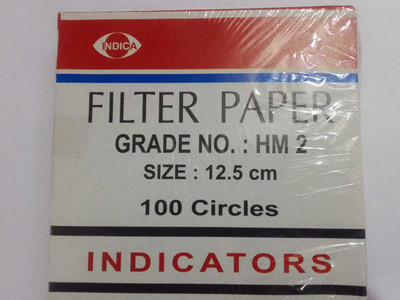 INDICA
FILTER PAPER
GRADE NO. : HM 2
SIZE : 12.5 cm
100 Circles
INDICATORS